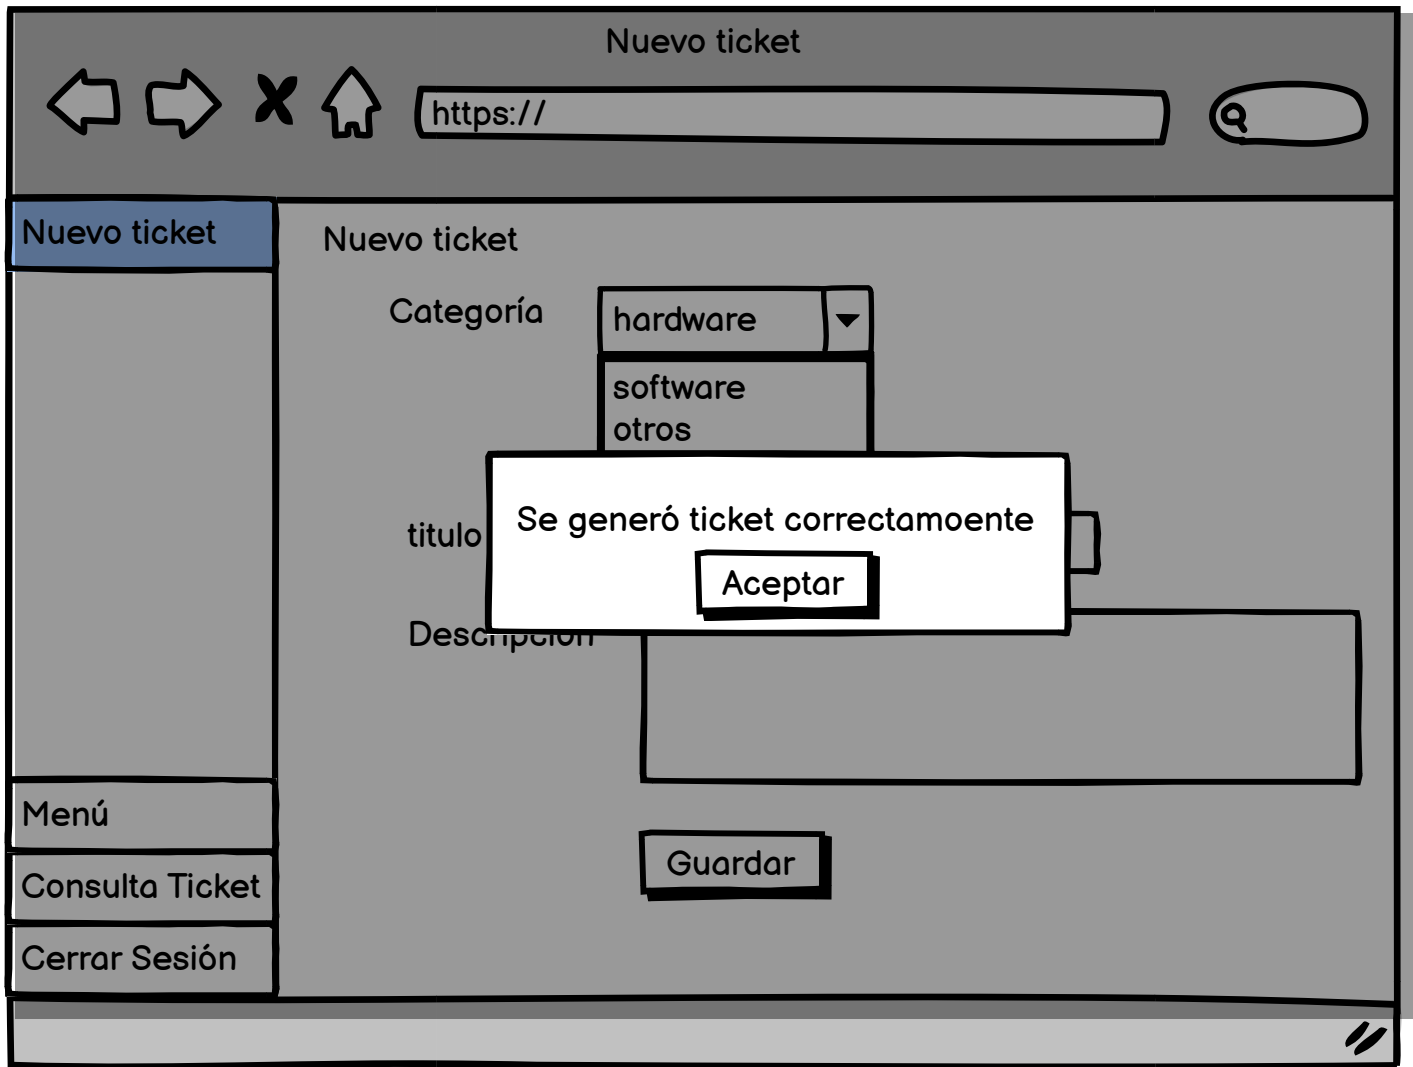 Nuevo ticket
https://
Nuevo ticket
Nuevo ticket
Categoría
hardware
software
otros
titulo
Se generó ticket correctamoente
Aceptar
Descripción
Guardar
Menú
Consulta Ticket
Cerrar Sesión